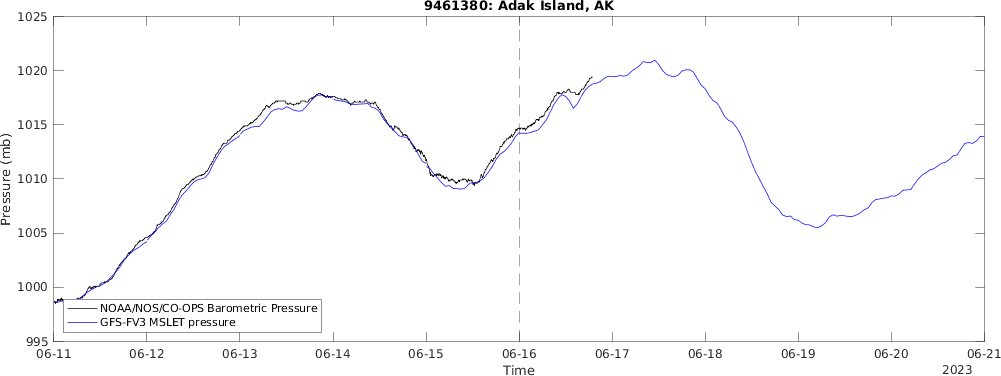 9461380: Adak Island, AK
1025
1020
1015
1010
1005
1000
995
Pressure (mb)
NOAA/NOS/CO-OPS Barometric Pressure
GFS-FV3 MSLET pressure
06-11 06-12 06-13 06-14 06-15 06-16 06-17 06-18 06-19 06-20 06-21
Time
2023